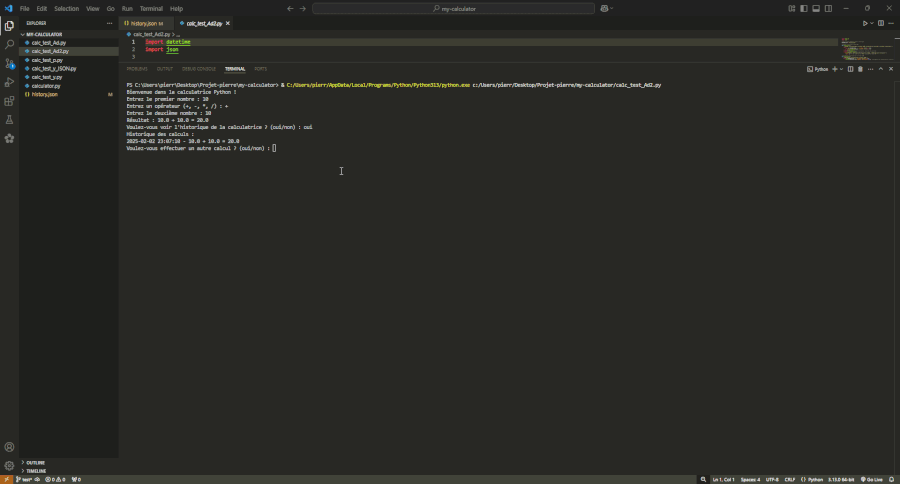 File Edit Selection View Go Run Terminal Help
my-calculator
EXPLORER
MY-CALCULATOR
calc_test_Ad.py
calc_test_Ad2.py
calc_test_p.py
calc_test_y_JSON.py
calc_test_y.py
calculator.py
history.json M
OUTLINE
TIMELINE
history.json M
calc_test_Ad2.py
calc_test_Ad2.py > ...
1 import datetime
2 import json
3
PROBLEMS OUTPUT DEBUG CONSOLE TERMINAL PORTS
Python
PS C:\Users\pierr\Desktop\Projet-pierre\my-calculator> & C:/Users/pierr/AppData/Local/Programs/Python/Python313/python.exe c:/Users/pierr/Desktop/Projet-pierre/my-calculator/calc_test_Ad2.py
Bienvenue dans la calculatrice Python !
Entrez le premier nombre : 10
Entrez un opérateur (+, -, *, /) : +
Entrez le deuxième nombre : 10
Résultat : 10.0 + 10.0 = 20.0
Voulez-vous voir l'historique de la calculatrice ? (oui/non) : oui
Historique des calculs :
2025-02-02 23:07:18 - 10.0 + 10.0 = 20.0
Voulez-vous effectuer un autre calcul ? (oui/non) :
test* 0 0 0 Ln 1, Col 1 Spaces: 4 UTF-8 CRLF Python 3.13.0 64-bit Go Live